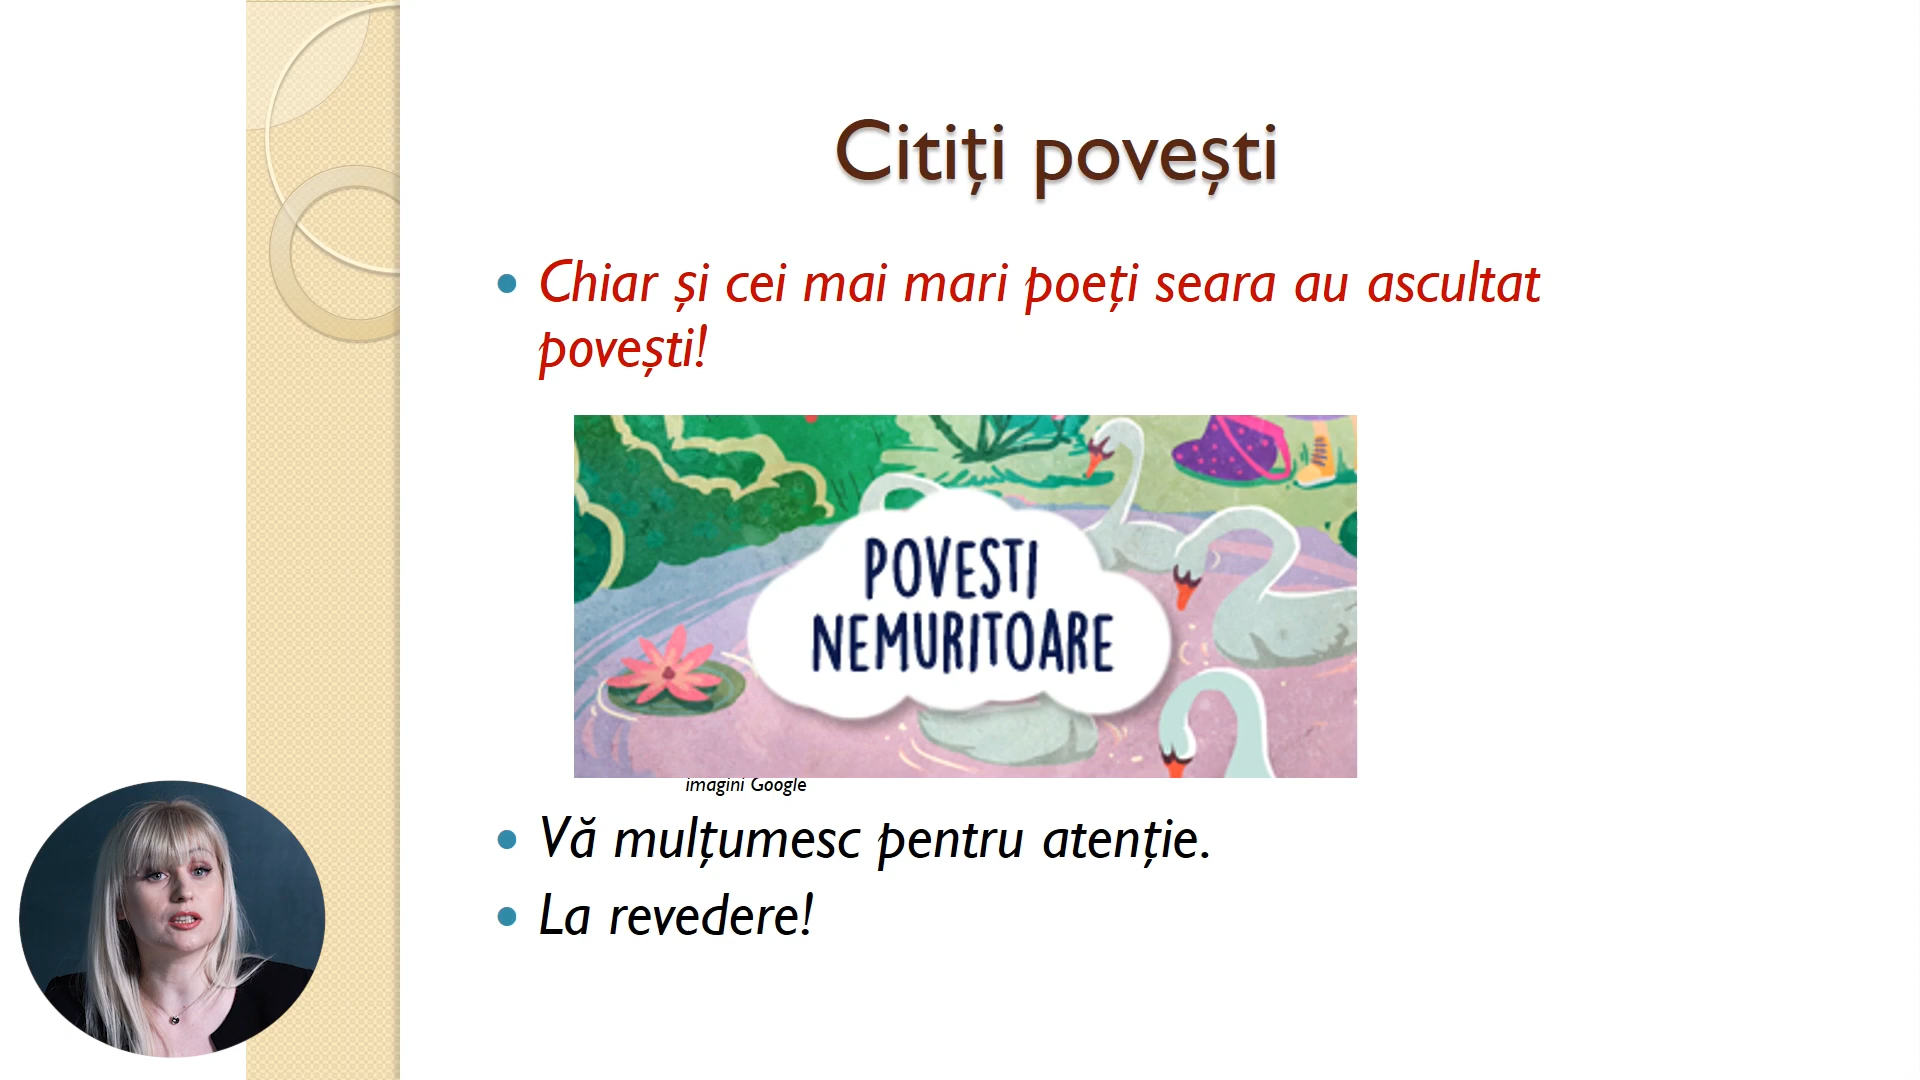 Citiți povești
Chiar și cei mai mari poeți seara au ascultat
povești!
POVESTI
NEMURITOARE
imagini Google
Vă mulțumesc pentru atenție.
La revedere!